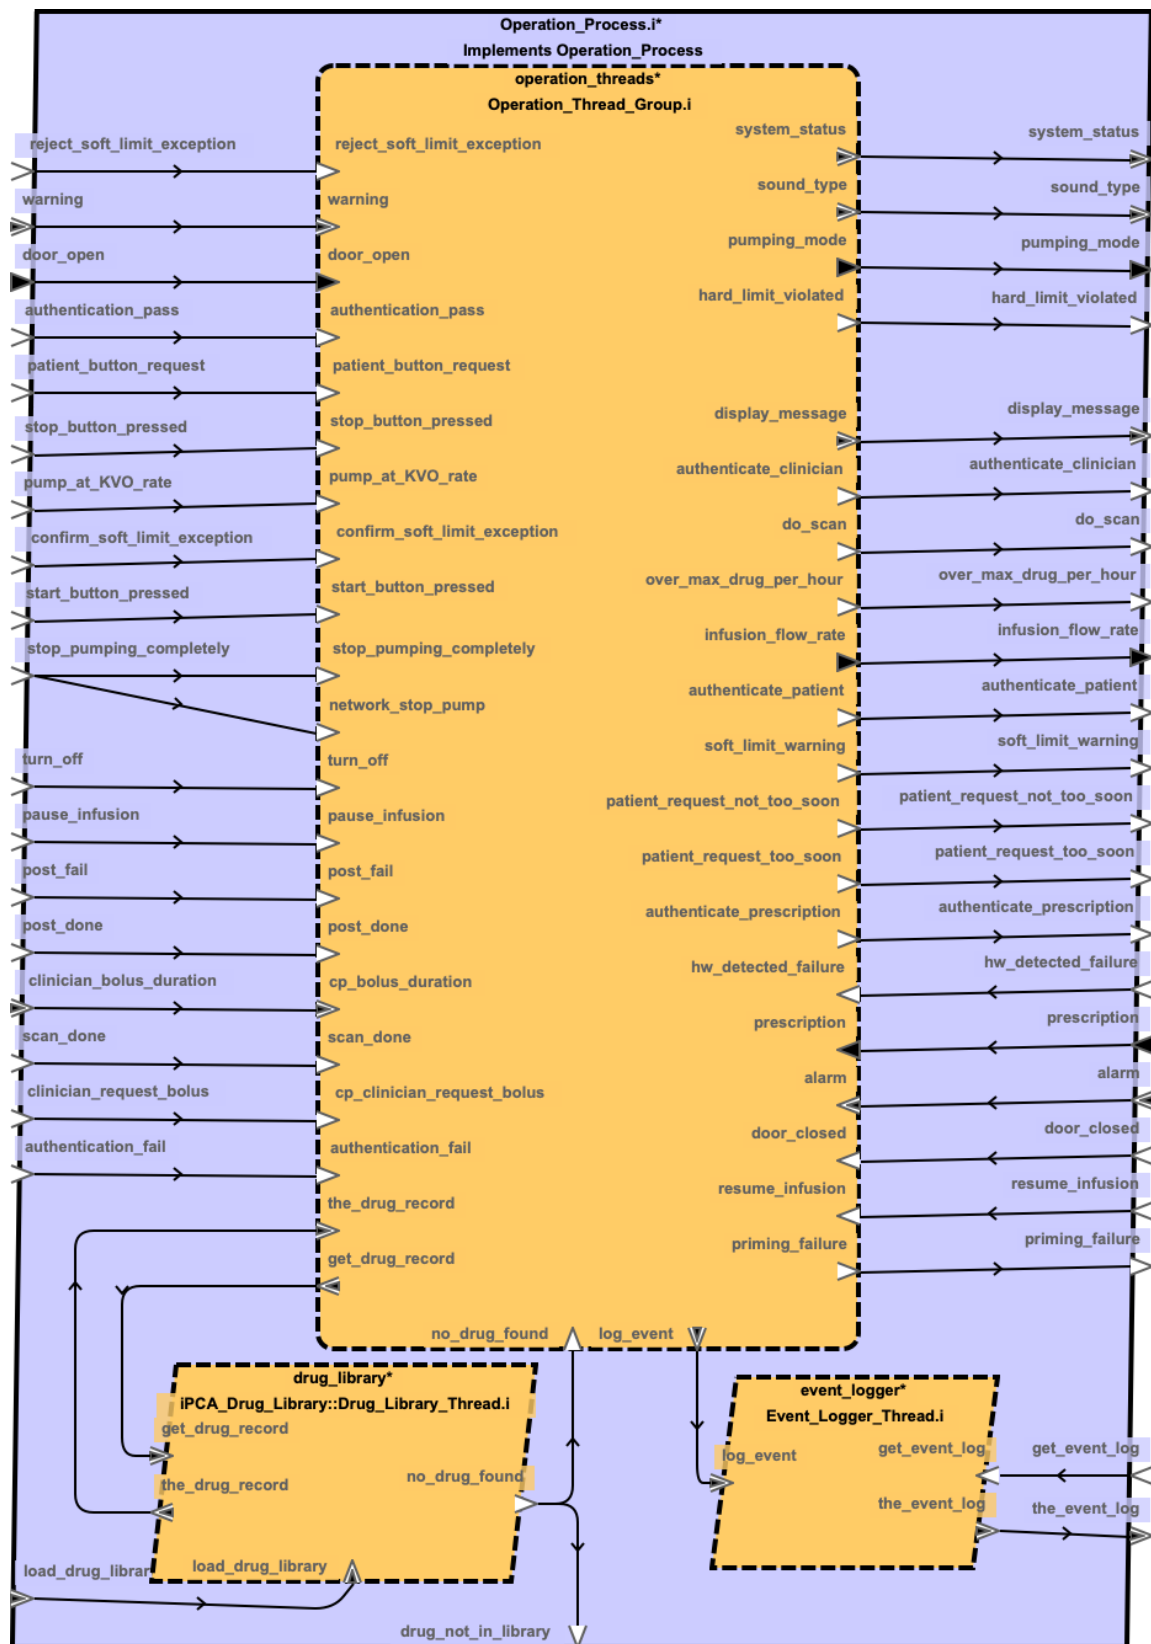 Operation_Process.i*
Implements Operation_Process
operation_threads*
Operation_Thread_Group.i
reject_soft_limit_exception
reject_soft_limit_exception
system_status
system_status
warning
warning
sound_type
sound_type
door_open
door_open
pumping_mode
pumping_mode
authentication_pass
authentication_pass
hard_limit_violated
hard_limit_violated
patient_button_request
patient_button_request
stop_button_pressed
stop_button_pressed
display_message
display_message
pump_at_KVO_rate
pump_at_KVO_rate
authenticate_clinician
authenticate_clinician
confirm_soft_limit_exception
confirm_soft_limit_exception
do_scan
do_scan
start_button_pressed
start_button_pressed
over_max_drug_per_hour
over_max_drug_per_hour
stop_pumping_completely
stop_pumping_completely
infusion_flow_rate
infusion_flow_rate
network_stop_pump
authenticate_patient
authenticate_patient
turn_off
turn_off
soft_limit_warning
soft_limit_warning
pause_infusion
pause_infusion
patient_request_not_too_soon
patient_request_not_too_soon
post_fail
post_fail
patient_request_too_soon
patient_request_too_soon
post_done
post_done
authenticate_prescription
authenticate_prescription
clinician_bolus_duration
cp_bolus_duration
hw_detected_failure
hw_detected_failure
scan_done
scan_done
prescription
prescription
clinician_request_bolus
cp_clinician_request_bolus
alarm
alarm
authentication_fail
authentication_fail
door_closed
door_closed
the_drug_record
resume_infusion
resume_infusion
get_drug_record
priming_failure
priming_failure
no_drug_found
log_event
drug_library*
iPCA_Drug_Library::Drug_Library_Thread.i
get_drug_record
the_drug_record
no_drug_found
load_drug_library
event_logger*
Event_Logger_Thread.i
log_event
get_event_log
get_event_log
the_event_log
the_event_log
load_drug_librar
drug_not_in_library